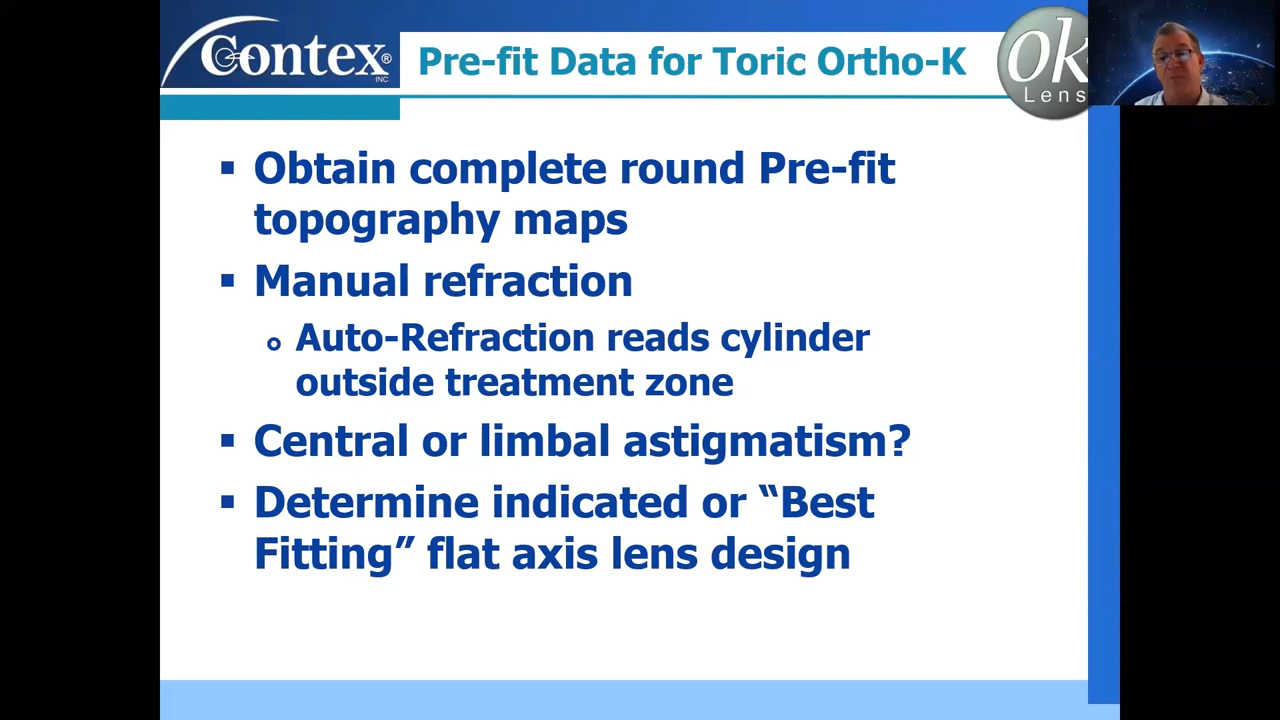 Contex®
INC
Pre-fit Data for Toric Ortho-K
ok
Lens
▪ Obtain complete round Pre-fit
topography maps
▪ Manual refraction
o Auto-Refraction reads cylinder
outside treatment zone
▪ Central or limbal astigmatism?
▪ Determine indicated or “Best
Fitting” flat axis lens design